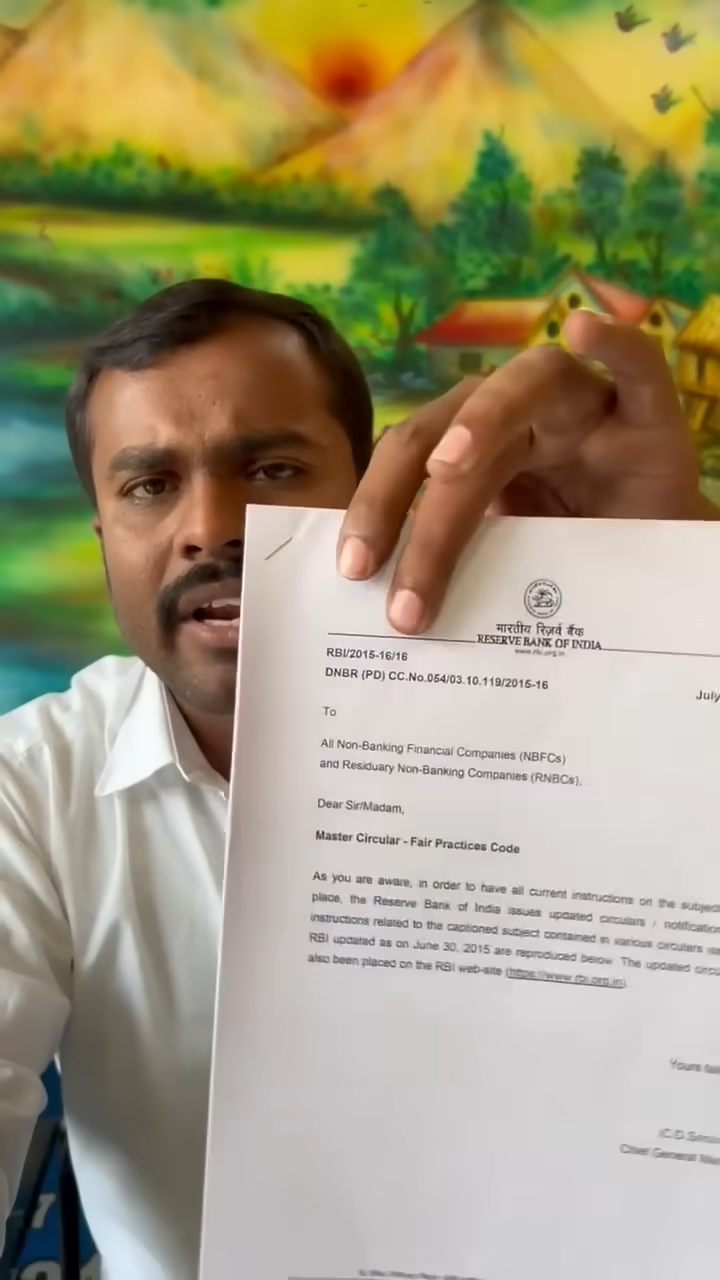 भारतीय रिज़र्व बैंक
RESERVE BANK OF INDIA
www.rbi.org.in
RBI/2015-16/16
DNBR (PD) CC.No.054/03.10.119/2015-16
July
To
All Non-Banking Financial Companies (NBFCs)
and Residuary Non-Banking Companies (RNBCs),
Dear Sir/Madam,
Master Circular - Fair Practices Code
As you are aware, in order to have all current instructions on the subject
place, the Reserve Bank of India issues updated circulars / notification
instructions related to the captioned subject contained in various circulars
RBI updated as on June 30, 2015 are reproduced below. The updated
also been placed on the RBI web-site (https://www.rbi.org.in).
Yours
Chief General